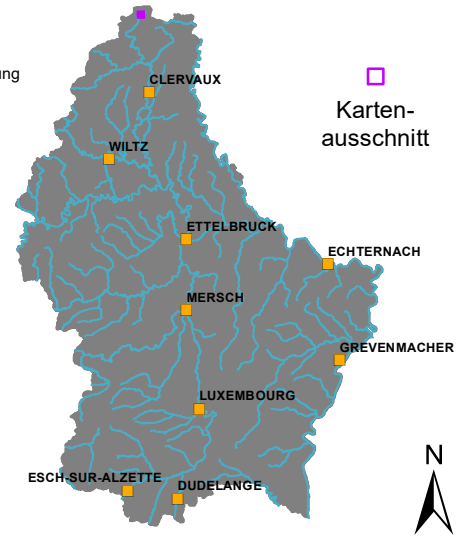 ung
CLERVAUX
Karten-
ausschnitt
WILTZ
ETTELBRUCK
ECHTERNACH
MERSCH
GREVENMACHER
LUXEMBOURG
ESCH-SUR-ALZETTE
DUDELANGE
N